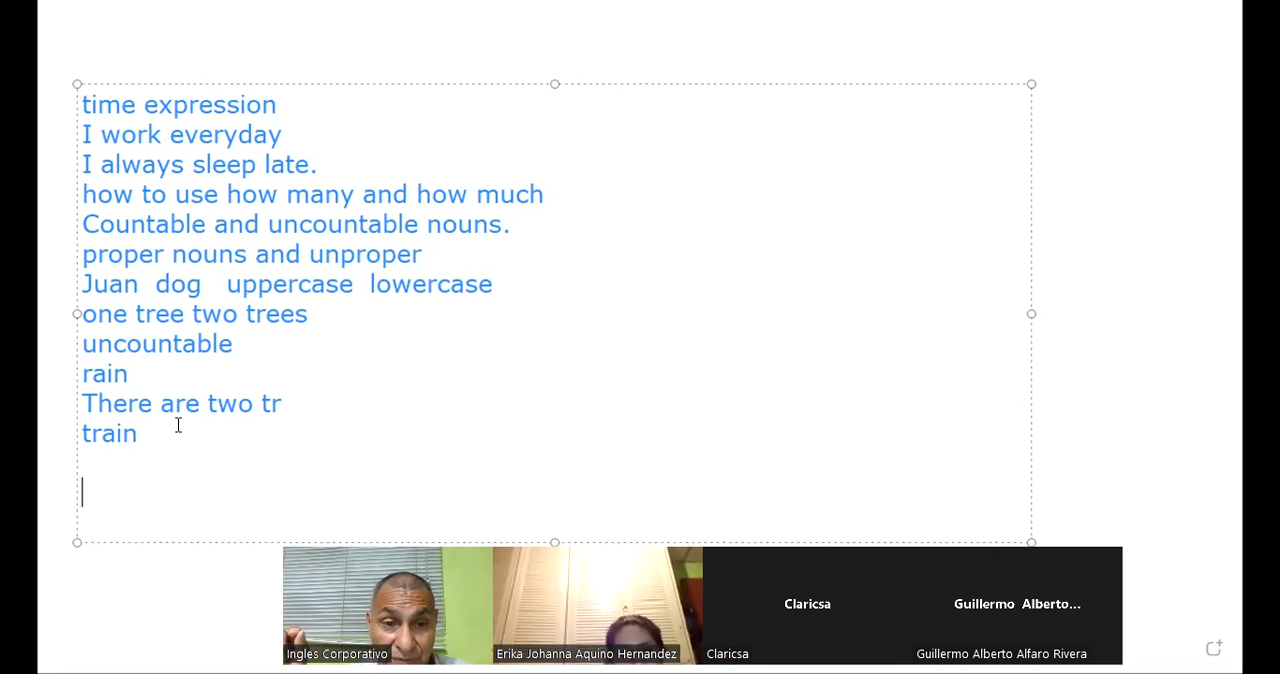 time expression
I work everyday
I always sleep late.
how to use how many and how much
Countable and uncountable nouns.
proper nouns and unproper
Juan  dog   uppercase  lowercase
one tree two trees
uncountable
rain
There are two tr
train
Claricsa
Guillermo Alberto...
Ingles Corporativo
Erika Johanna Aquino Hernandez
Claricsa
Guillermo Alberto Alfaro Rivera